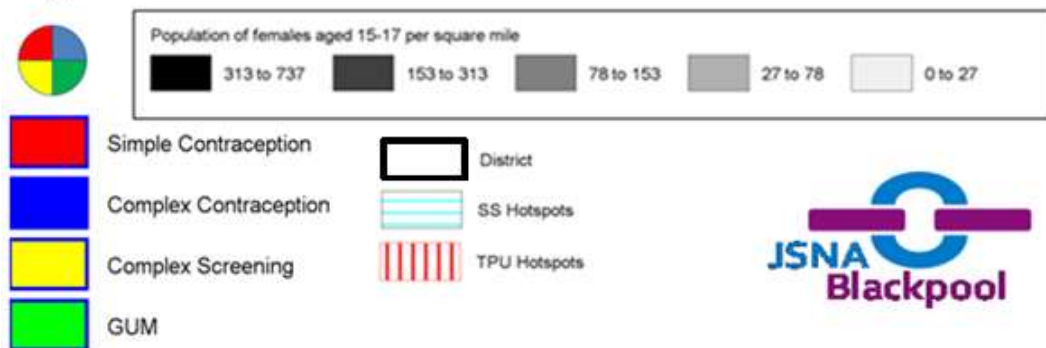 Population of females aged 15-17 per square mile
313 to 737 153 to 313 78 to 153 27 to 78 0 to 27
Simple Contraception
Complex Contraception
Complex Screening
GUM
District
SS Hotspots
TPU Hotspots
JSNA
Blackpool